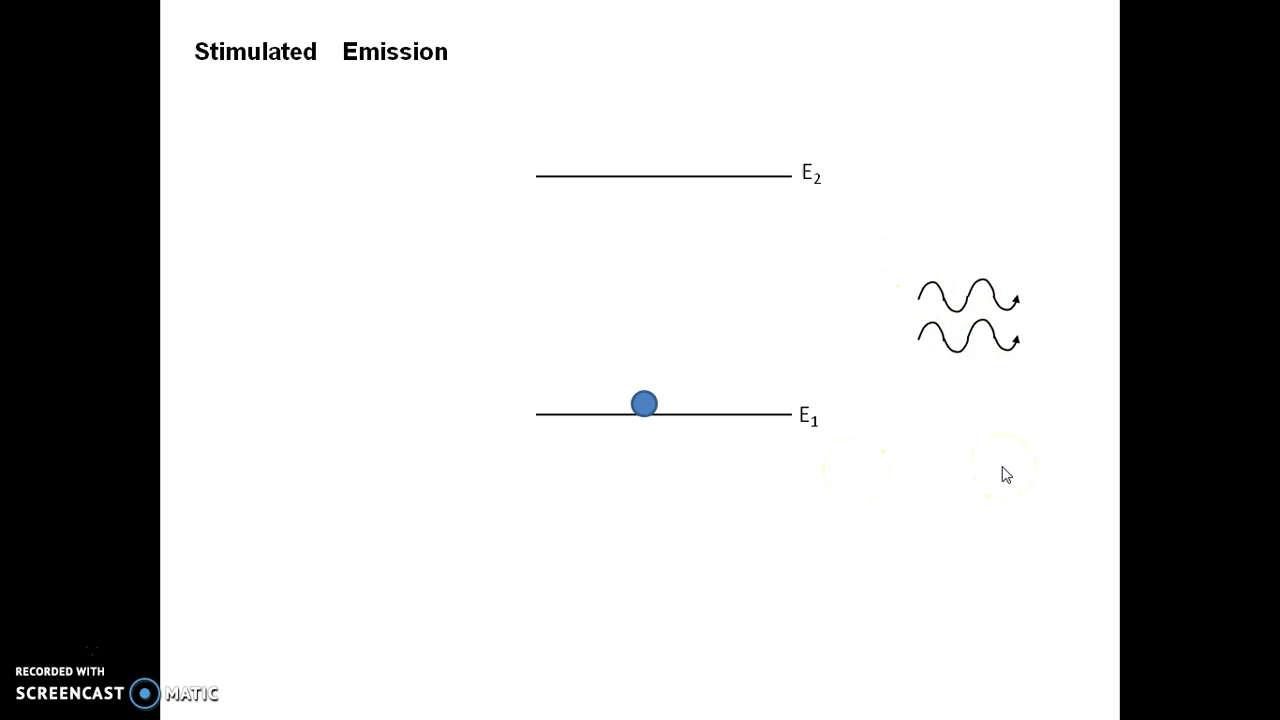 Stimulated Emission
E2
E1
RECORDED WITH
SCREENCAST MATIC